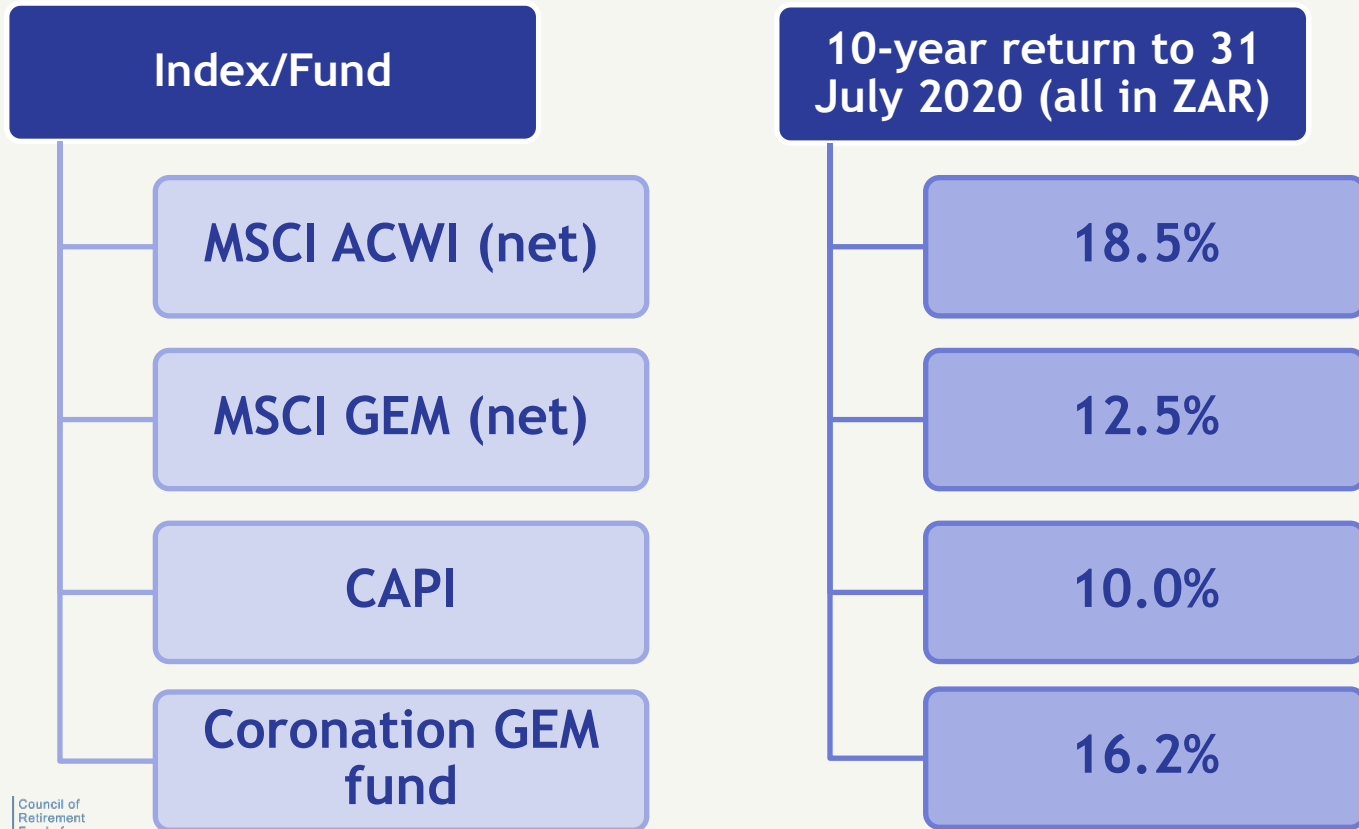 Index/Fund
10-year return to 31
July 2020 (all in ZAR)
MSCI ACWI (net)
18.5%
MSCI GEM (net)
12.5%
CAPI
10.0%
Coronation GEM
fund
16.2%
Council of
Retirement